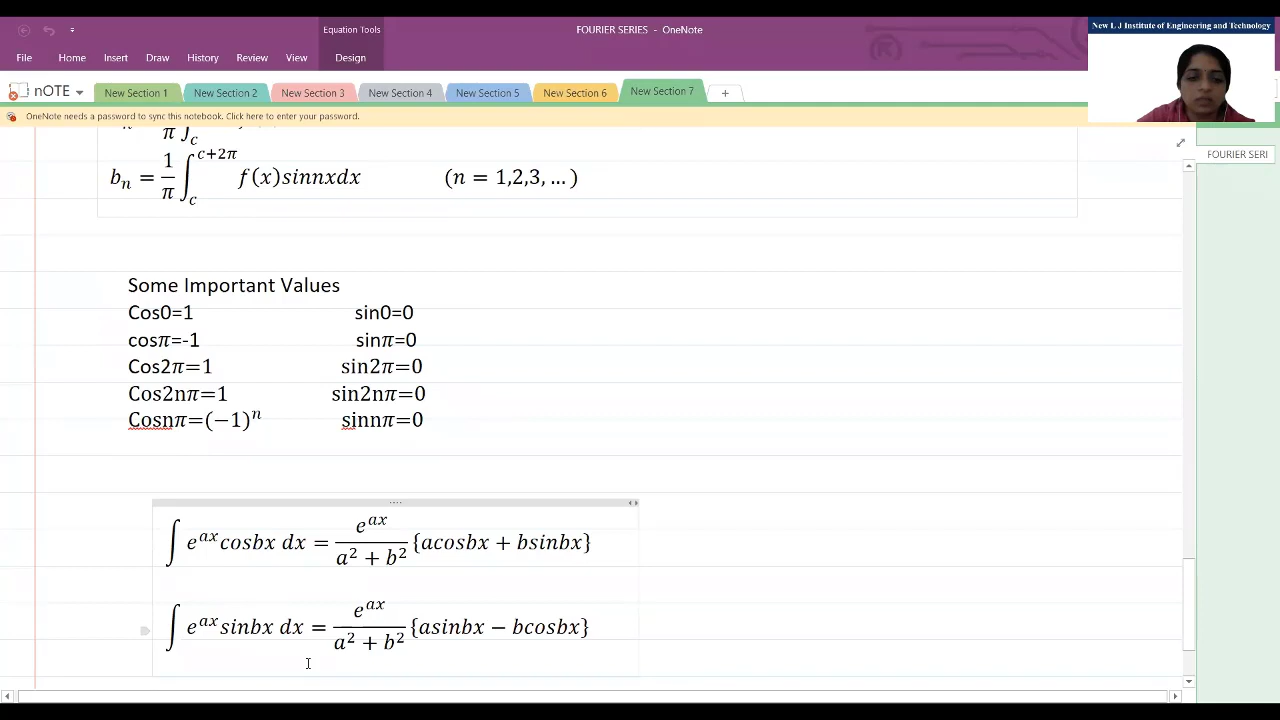 Equation Tools
FOURIER SERIES - OneNote
New L J Institute of Engineering and Technology
File Home Insert Draw History Review View Design
nOTE
New Section 1 New Section 2 New Section 3 New Section 4 New Section 5 New Section 6 New Section 7 +
OneNote needs a password to sync this notebook. Click here to enter your password.
FOURIER SERI
π ∫_c
b_n = 1/π ∫_c^{c+2π} f(x)sinnxdx (n = 1,2,3, … )
Some Important Values
Cos0=1 sin0=0
cosπ=-1 sinπ=0
Cos2π=1 sin2π=0
Cos2nπ=1 sin2nπ=0
Cosnπ=(−1)^n sinnπ=0
∫ e^{ax}cosbx dx = e^{ax}/(a² + b²) {acosbx + bsinbx}
∫ e^{ax}sinbx dx = e^{ax}/(a² + b²) {asinbx − bcosbx}